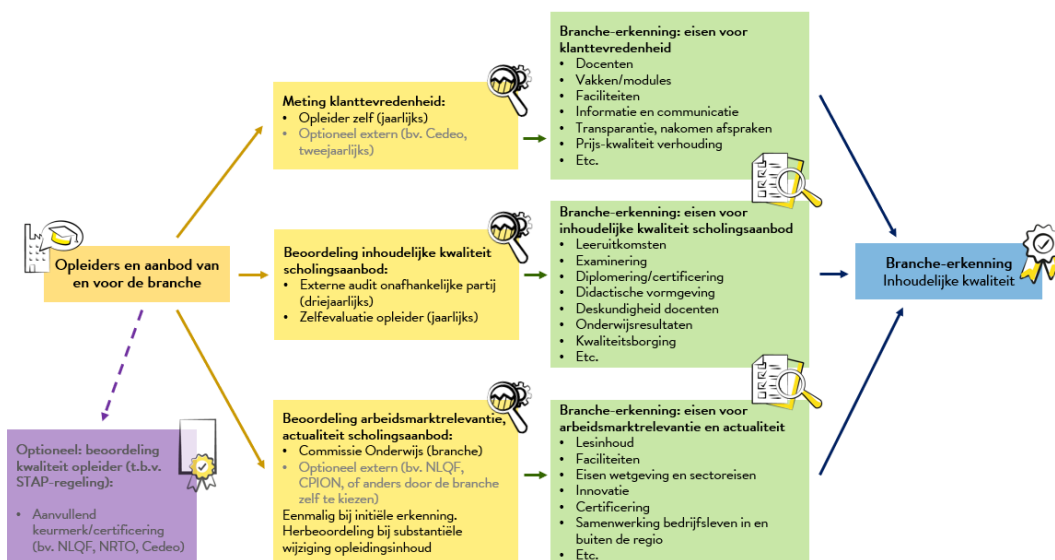 Opleiders en aanbod van
en voor de branche
Optioneel: beoordeling
kwaliteit opleider (t.b.v.
STAP-regeling):
• Aanvullend
keurmerk/certificering
(bv. NLQF, NRTO, Cedeo)
Meting klanttevredenheid:
• Opleider zelf (jaarlijks)
• Optioneel extern (bv. Cedeo,
tweejaarlijks)
Beoordeling inhoudelijke kwaliteit
scholingsaanbod:
• Externe audit onafhankelijke partij
(driejaarlijks)
• Zelfevaluatie opleider (jaarlijks)
Beoordeling arbeidsmarktrelevantie,
actualiteit scholingsaanbod:
• Commissie Onderwijs (branche)
• Optioneel extern (bv. NLQF,
CPION, of anders door de branche
zelf te kiezen)
Eenmalig bij initiële erkenning.
Herbeoordeling bij substantiële
wijziging opleidingsinhoud
Branche-erkenning: eisen voor
klanttevredenheid
• Docenten
• Vakken/modules
• Faciliteiten
• Informatie en communicatie
• Transparantie, nakomen afspraken
• Prijs-kwaliteit verhouding
• Etc.
Branche-erkenning: eisen voor
inhoudelijke kwaliteit scholingsaanbod
• Leeruitkomsten
• Examinering
• Diplomering/certificering
• Didactische vormgeving
• Deskundigheid docenten
• Onderwijsresultaten
• Kwaliteitsborging
• Etc.
Branche-erkenning: eisen voor
arbeidsmarktrelevantie en actualiteit
• Lesinhoud
• Faciliteiten
• Eisen wetgeving en sectoreisen
• Innovatie
• Certificering
• Samenwerking bedrijfsleven in en
buiten de regio
• Etc.
Branche-erkenning
Inhoudelijke kwaliteit